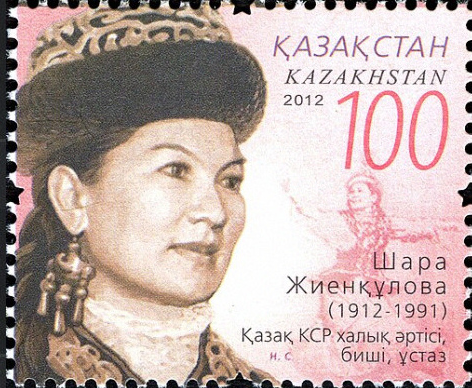 ҚАЗАҚСТАН
KAZAKHSTAN
2012 100
Шара
Жиенқұлова
(1912-1991)
Қазақ КСР халық әртісі,
биші, ұстаз
н. с